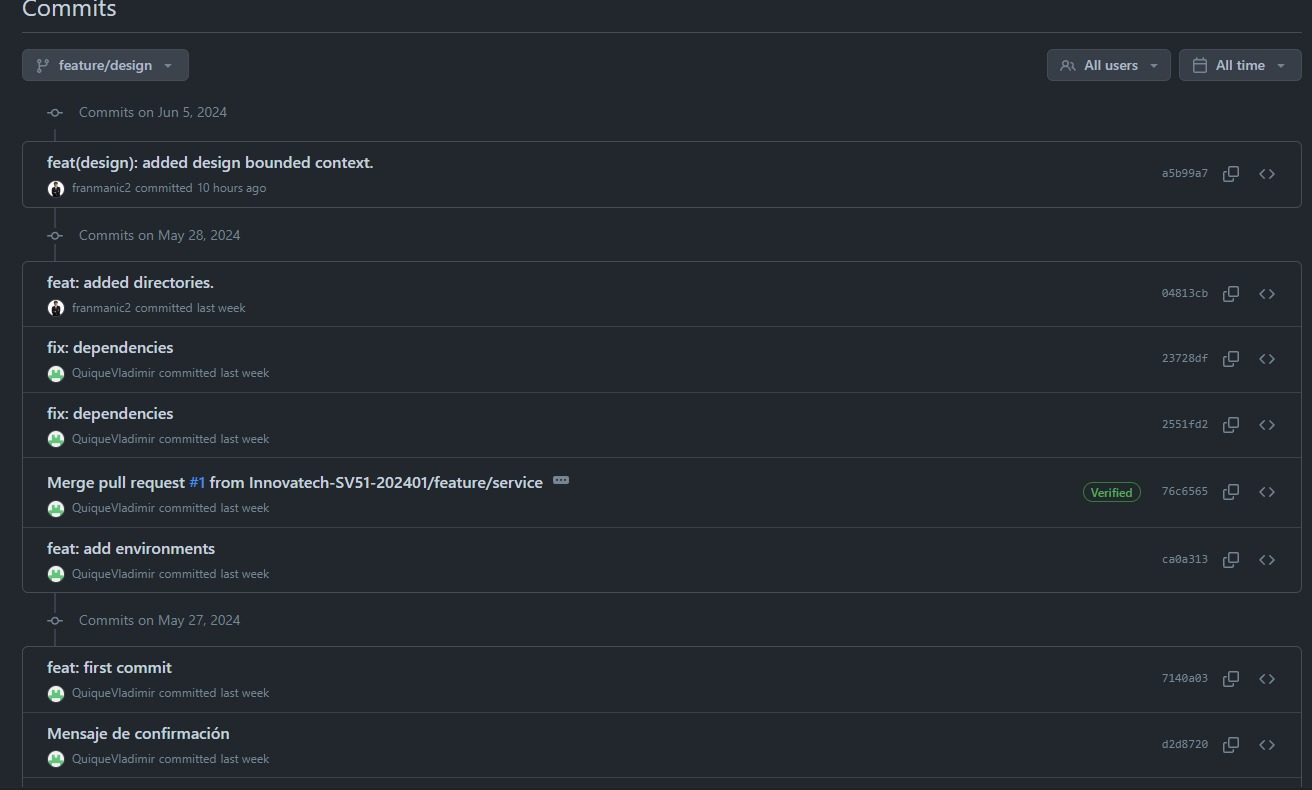 Commits
feature/design
All users
All time
Commits on Jun 5, 2024
feat(design): added design bounded context.
a5b99a7
franmanic2 committed 10 hours ago
Commits on May 28, 2024
feat: added directories.
04813cb
franmanic2 committed last week
fix: dependencies
23728df
QuiqueVladimir committed last week
fix: dependencies
2551fd2
QuiqueVladimir committed last week
Merge pull request #1 from Innovatech-SV51-202401/feature/service
Verified
76c6565
QuiqueVladimir committed last week
feat: add environments
ca0a313
QuiqueVladimir committed last week
Commits on May 27, 2024
feat: first commit
7140a03
QuiqueVladimir committed last week
Mensaje de confirmación
d2d8720
QuiqueVladimir committed last week